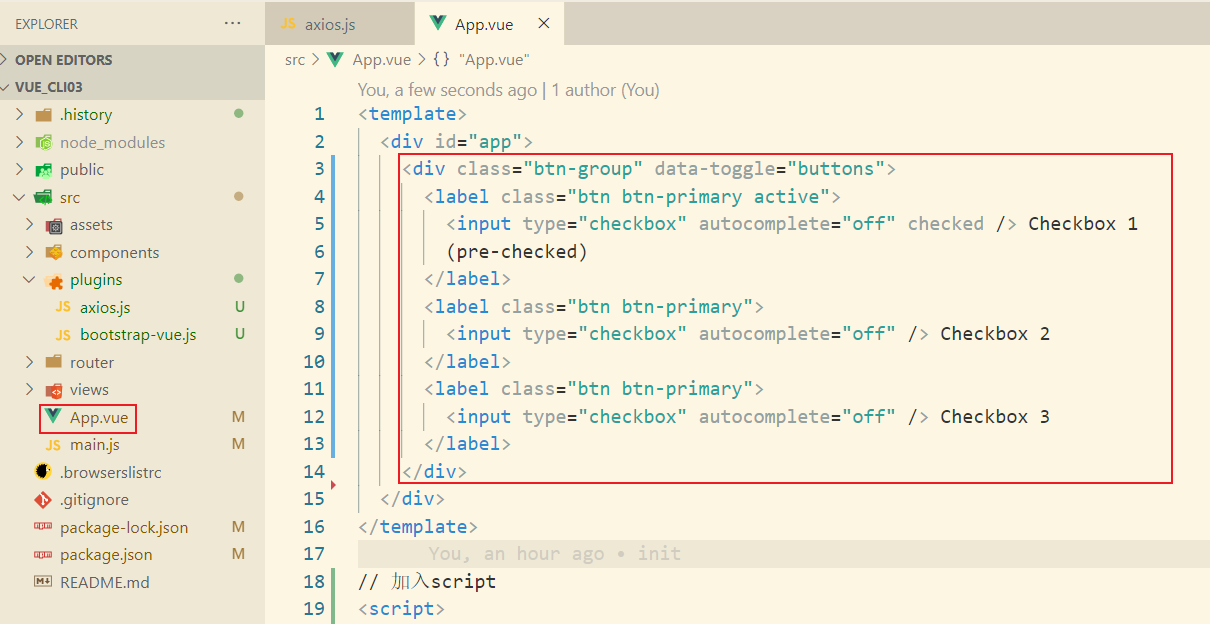 EXPLORER
...
JS axios.js
App.vue
OPEN EDITORS
src > App.vue > {} "App.vue"
VUE_CLI03
You, a few seconds ago | 1 author (You)
.history
node_modules
public
src
assets
components
plugins
JS axios.js U
JS bootstrap-vue.js U
router
views
App.vue M
JS main.js M
.browserslistrc
.gitignore
package-lock.json M
package.json M
README.md
1 <template>
2 <div id="app">
3 <div class="btn-group" data-toggle="buttons">
4 <label class="btn btn-primary active">
5 <input type="checkbox" autocomplete="off" checked /> Checkbox 1
6 (pre-checked)
7 </label>
8 <label class="btn btn-primary">
9 <input type="checkbox" autocomplete="off" /> Checkbox 2
10 </label>
11 <label class="btn btn-primary">
12 <input type="checkbox" autocomplete="off" /> Checkbox 3
13 </label>
14 </div>
15 </div>
16 </template>
17 You, an hour ago • init
18 // 加入script
19 <script>